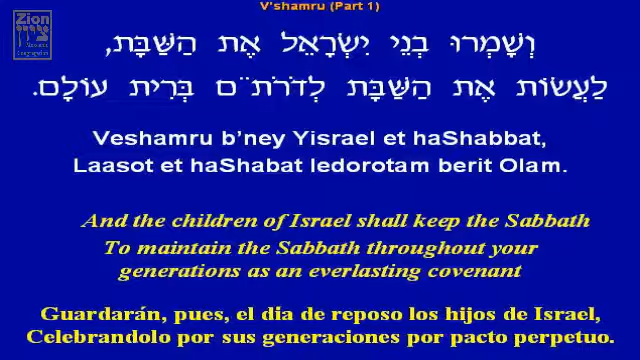 V'shamru (Part 1)
Zion
וְשָׁמְרוּ בְנֵי יִשְׂרָאֵל אֶת הַשַּׁבָּת,
לַעֲשׂוֹת אֶת הַשַּׁבָּת לְדֹרֹתָ¨ם בְּרִית עוֹלָם.
Veshamru b'ney Yisrael et haShabbat,
Laasot et haShabat ledorotam berit Olam.
And the children of Israel shall keep the Sabbath
To maintain the Sabbath throughout your
generations as an everlasting covenant
Guardarán, pues, el día de reposo los hijos de Israel,
Celebrandolo por sus generaciones por pacto perpetuo.